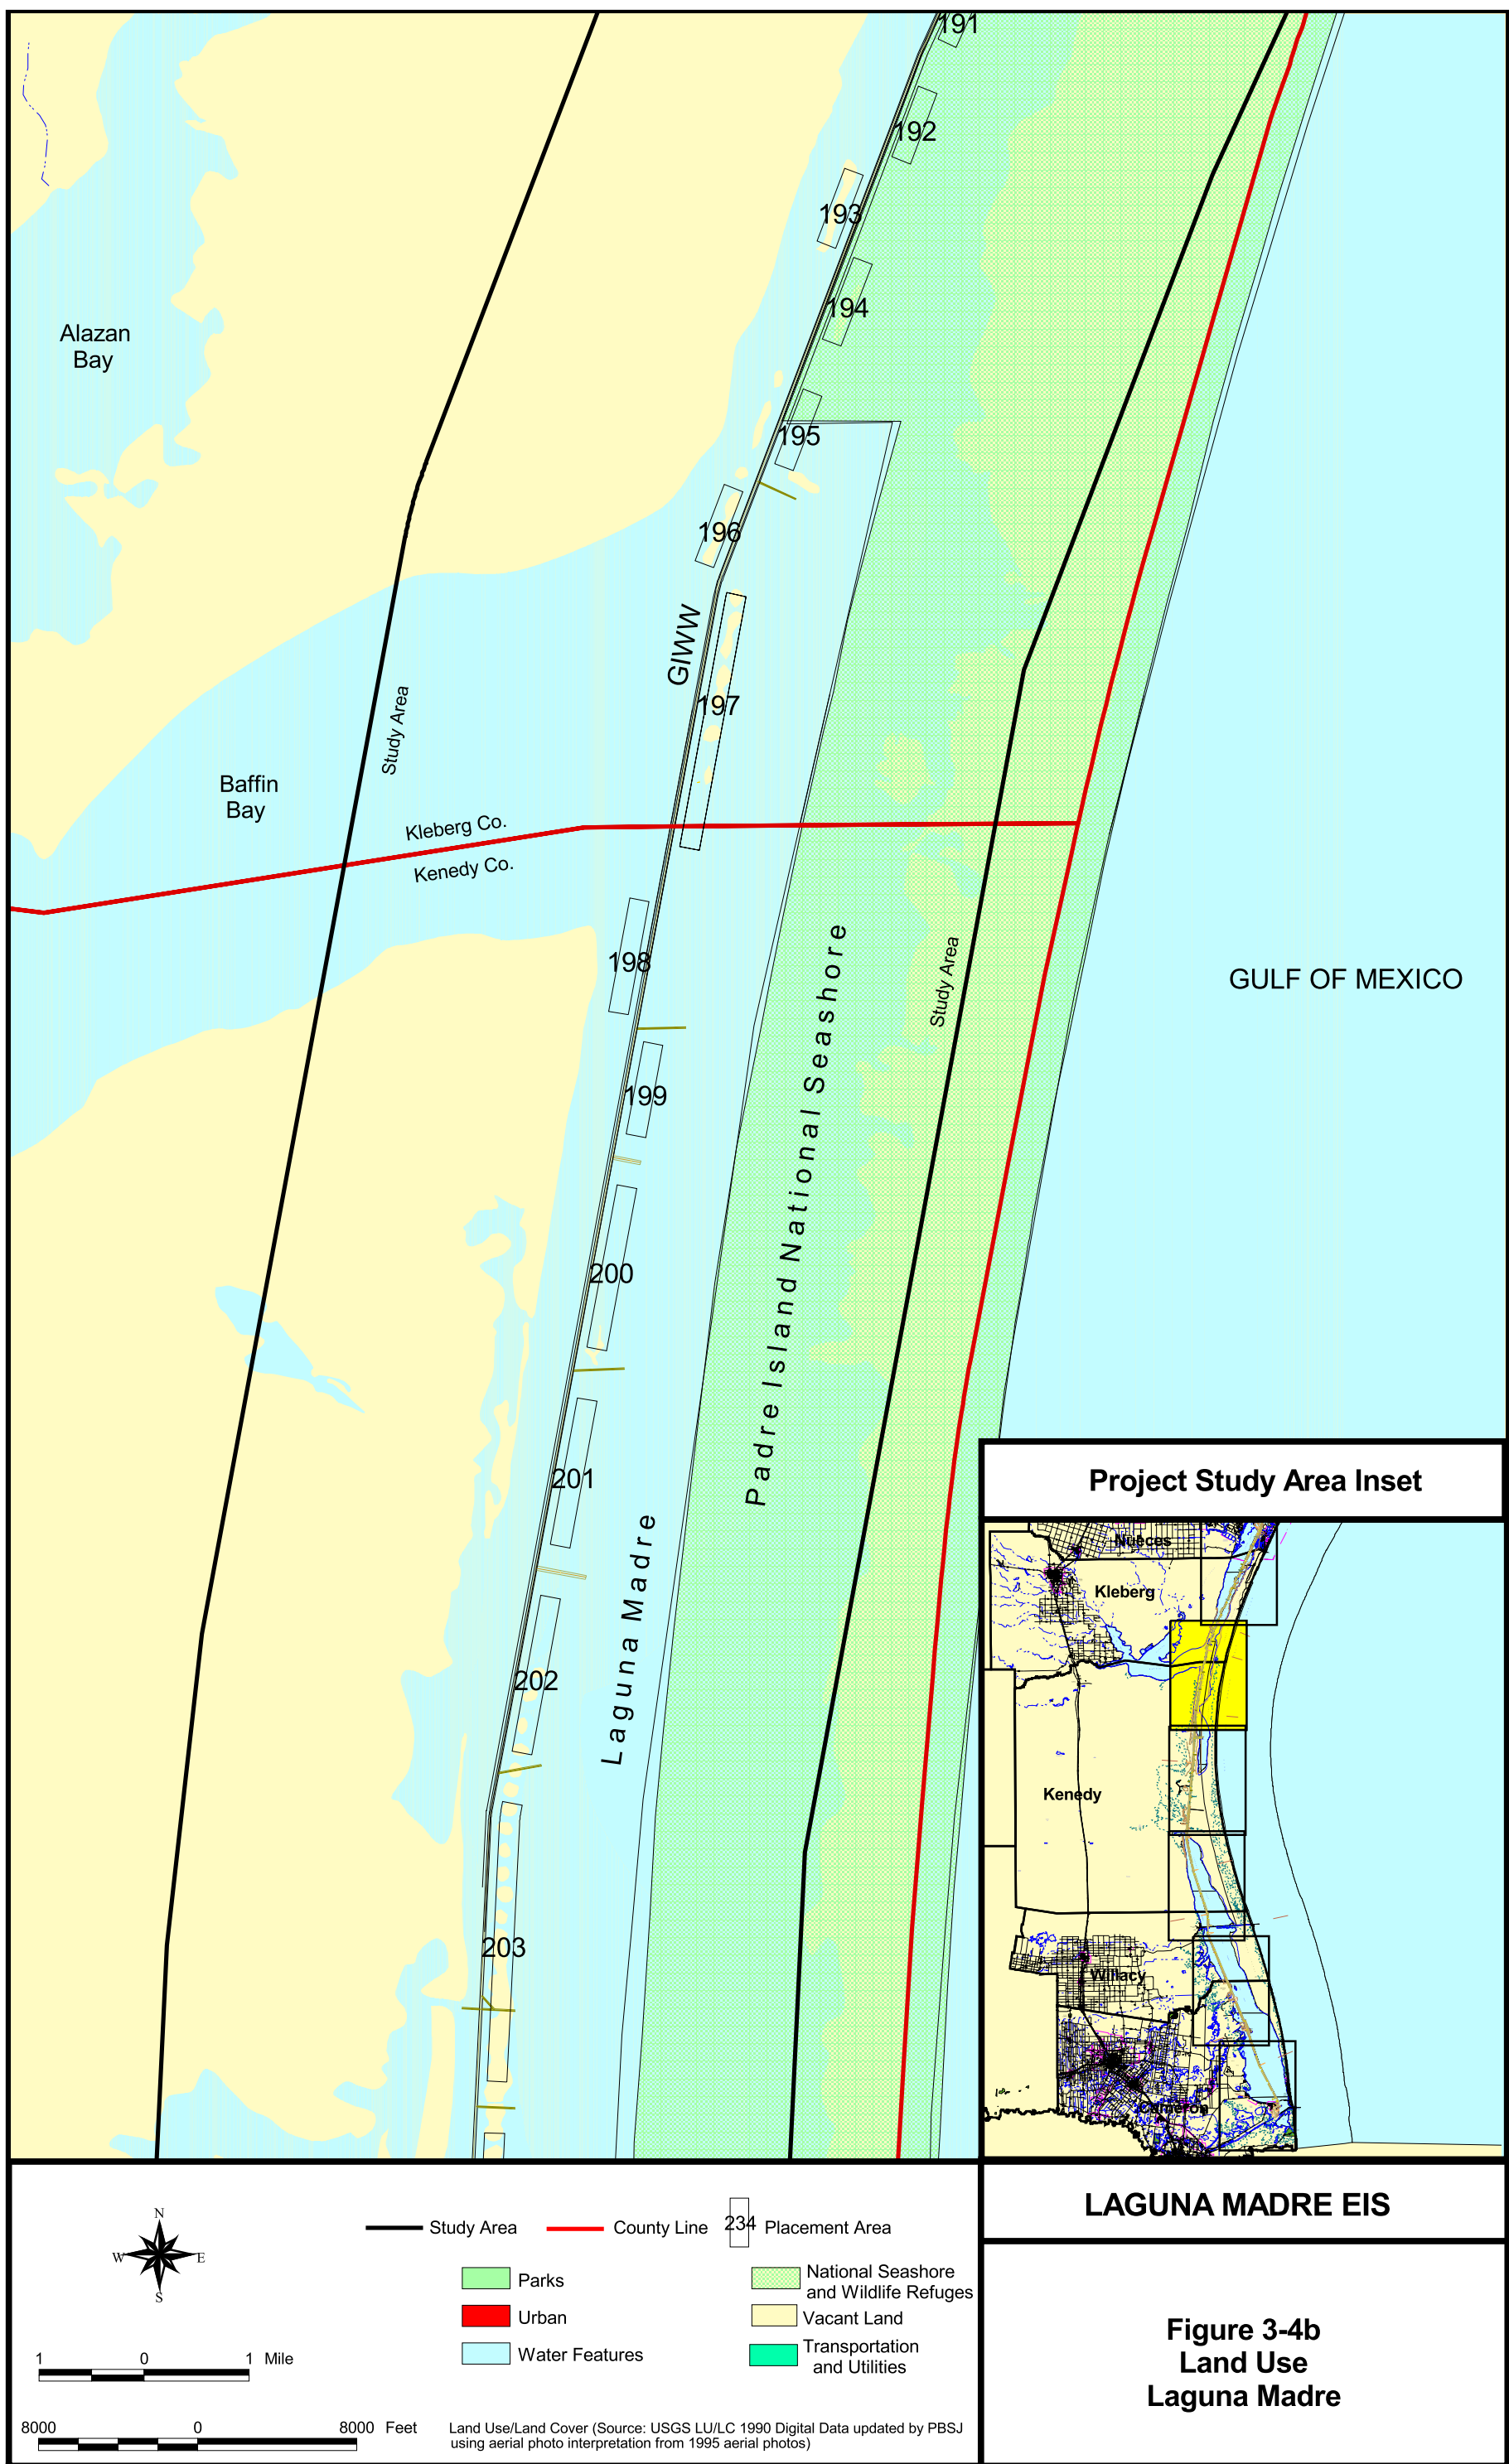 191
192
193
194
195
196
197
198
199
200
201
202
203
Alazan
Bay
GIWW
Study Area
Baffin
Bay
Kleberg Co.
Kenedy Co.
Padre Island National Seashore
Study Area
GULF OF MEXICO
Laguna Madre
Project Study Area Inset
Nueces
Kleberg
Kenedy
Willacy
Cameron
N
W
E
S
Study Area
County Line
234
Placement Area
Parks
National Seashore
and Wildlife Refuges
Urban
Vacant Land
Water Features
Transportation
and Utilities
1 0 1 Mile
8000 0 8000 Feet
Land Use/Land Cover (Source: USGS LU/LC 1990 Digital Data updated by PBSJ
using aerial photo interpretation from 1995 aerial photos)
LAGUNA MADRE EIS
Figure 3-4b
Land Use
Laguna Madre